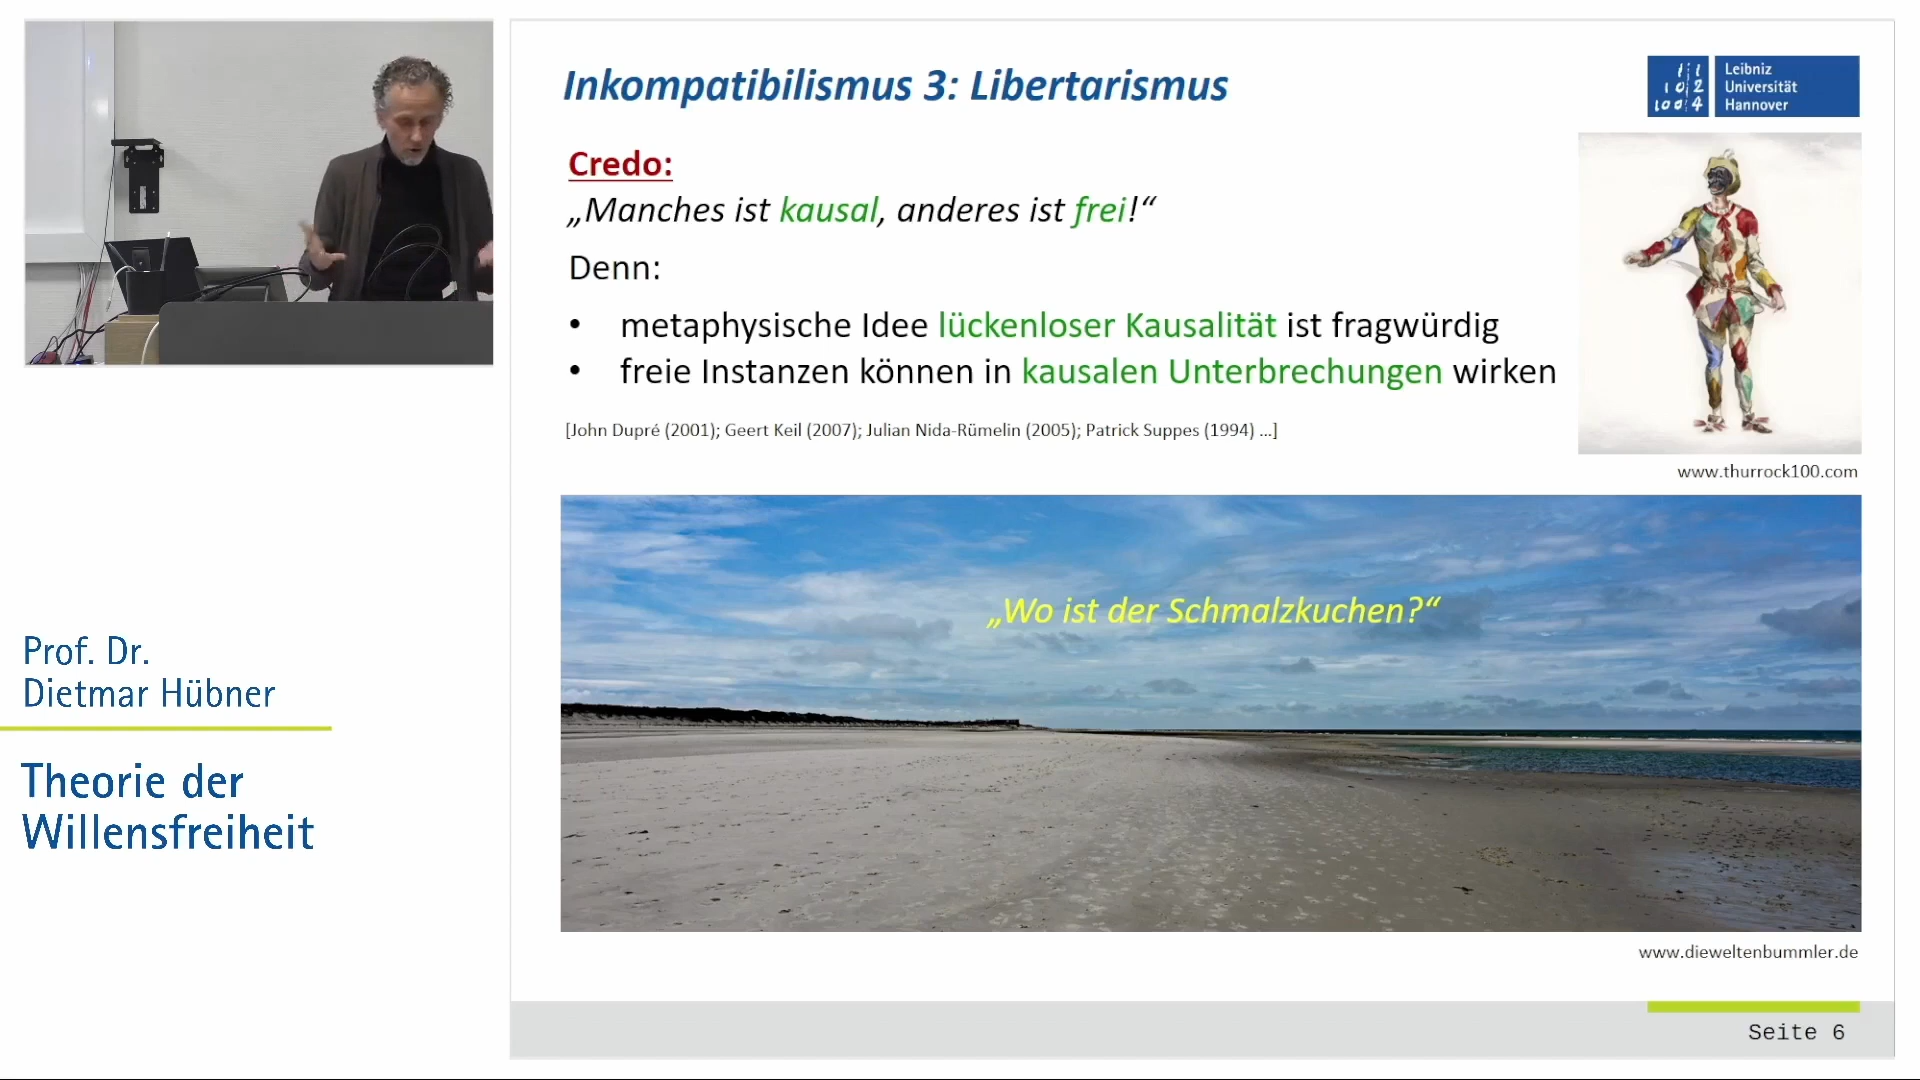 Inkompatibilismus 3: Libertarismus
Leibniz
Universität
Hannover
Credo:
„Manches ist kausal, anderes ist frei!“
Denn:
• metaphysische Idee lückenloser Kausalität ist fragwürdig
• freie Instanzen können in kausalen Unterbrechungen wirken
[John Dupré (2001); Geert Keil (2007); Julian Nida-Rümelin (2005); Patrick Suppes (1994) ...]
www.thurrock100.com
„Wo ist der Schmalzkuchen?“
www.dieweltenbummler.de
Seite 6
Prof. Dr.
Dietmar Hübner
Theorie der
Willensfreiheit